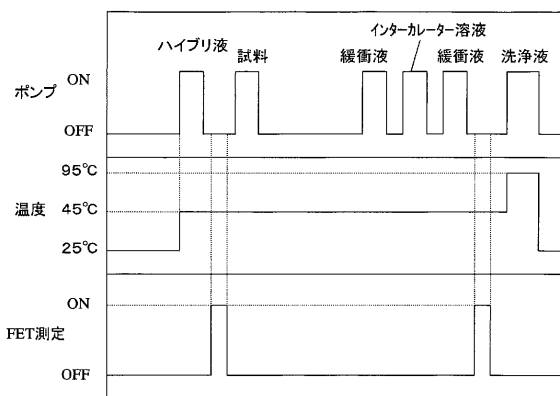 インターカレーター溶液
ハイブリ液
試料
緩衝液
緩衝液
洗浄液
ポンプ
ON
OFF
温度
95℃
45℃
25℃
FET測定
ON
OFF